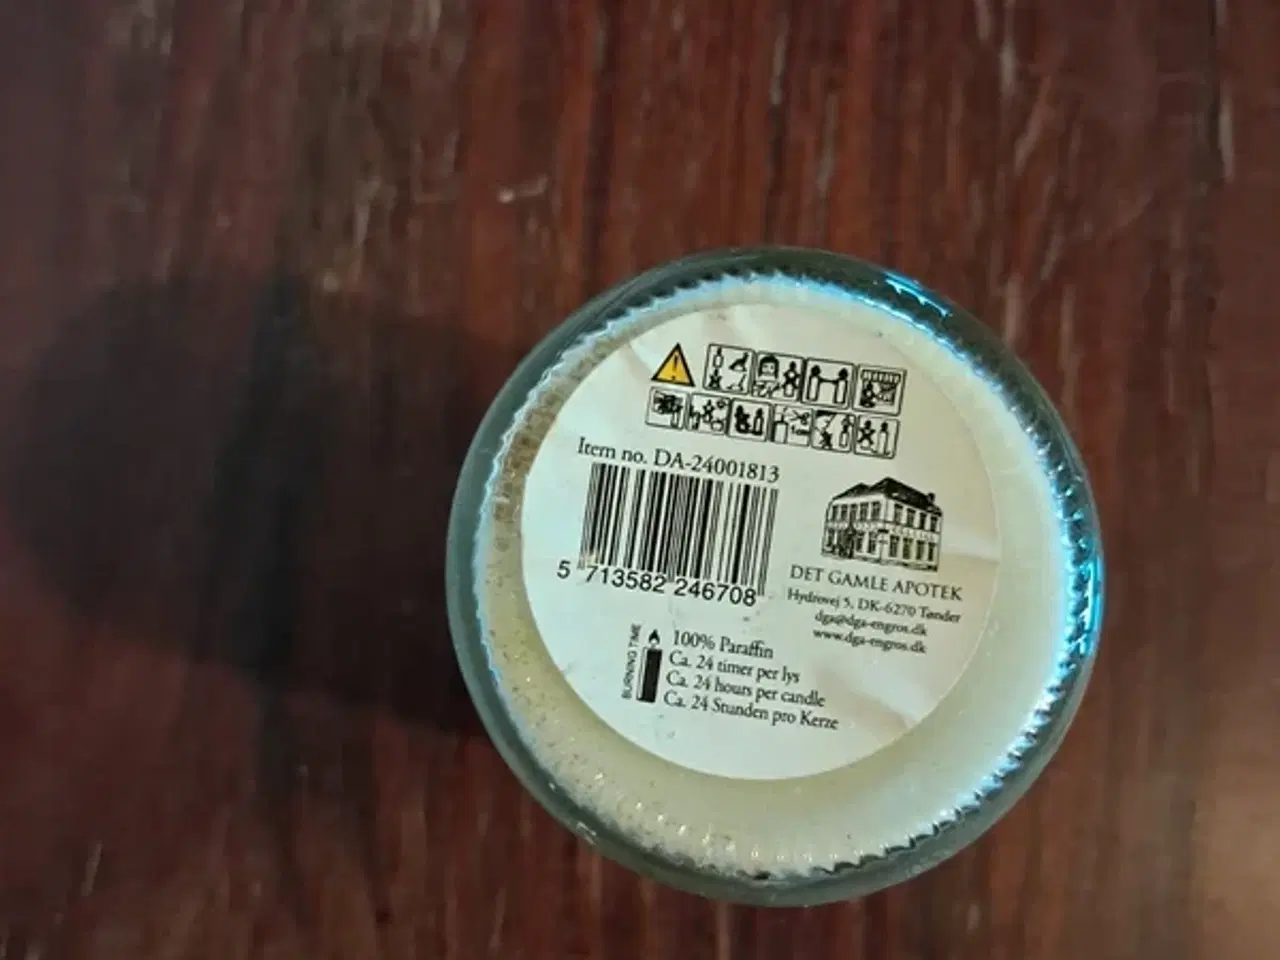 Item no. DA-24001813
5 713582 246708
DET GAMLE APOTEK
Hydrovej 5, DK-6270 Tønder
dga@dga-engros.dk
www.dga-engros.dk
BURNING TIME
100% Paraffin
Ca. 24 timer per lys
Ca. 24 hours per candle
Ca. 24 Stunden pro Kerze